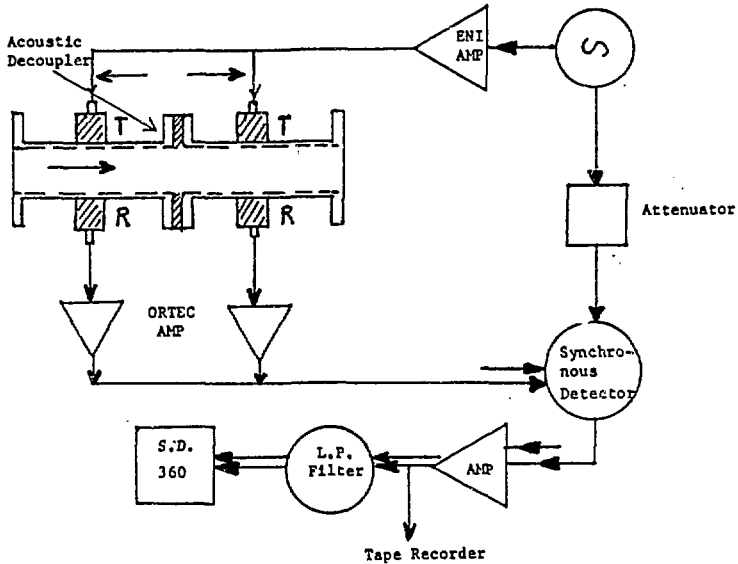 Acoustic
Decoupler
ENI
AMP
S
T
T
R
R
Attenuator
ORTEC
AMP
Synchro-
nous
Detector
S.D.
360
L.P.
Filter
AMP
Tape Recorder